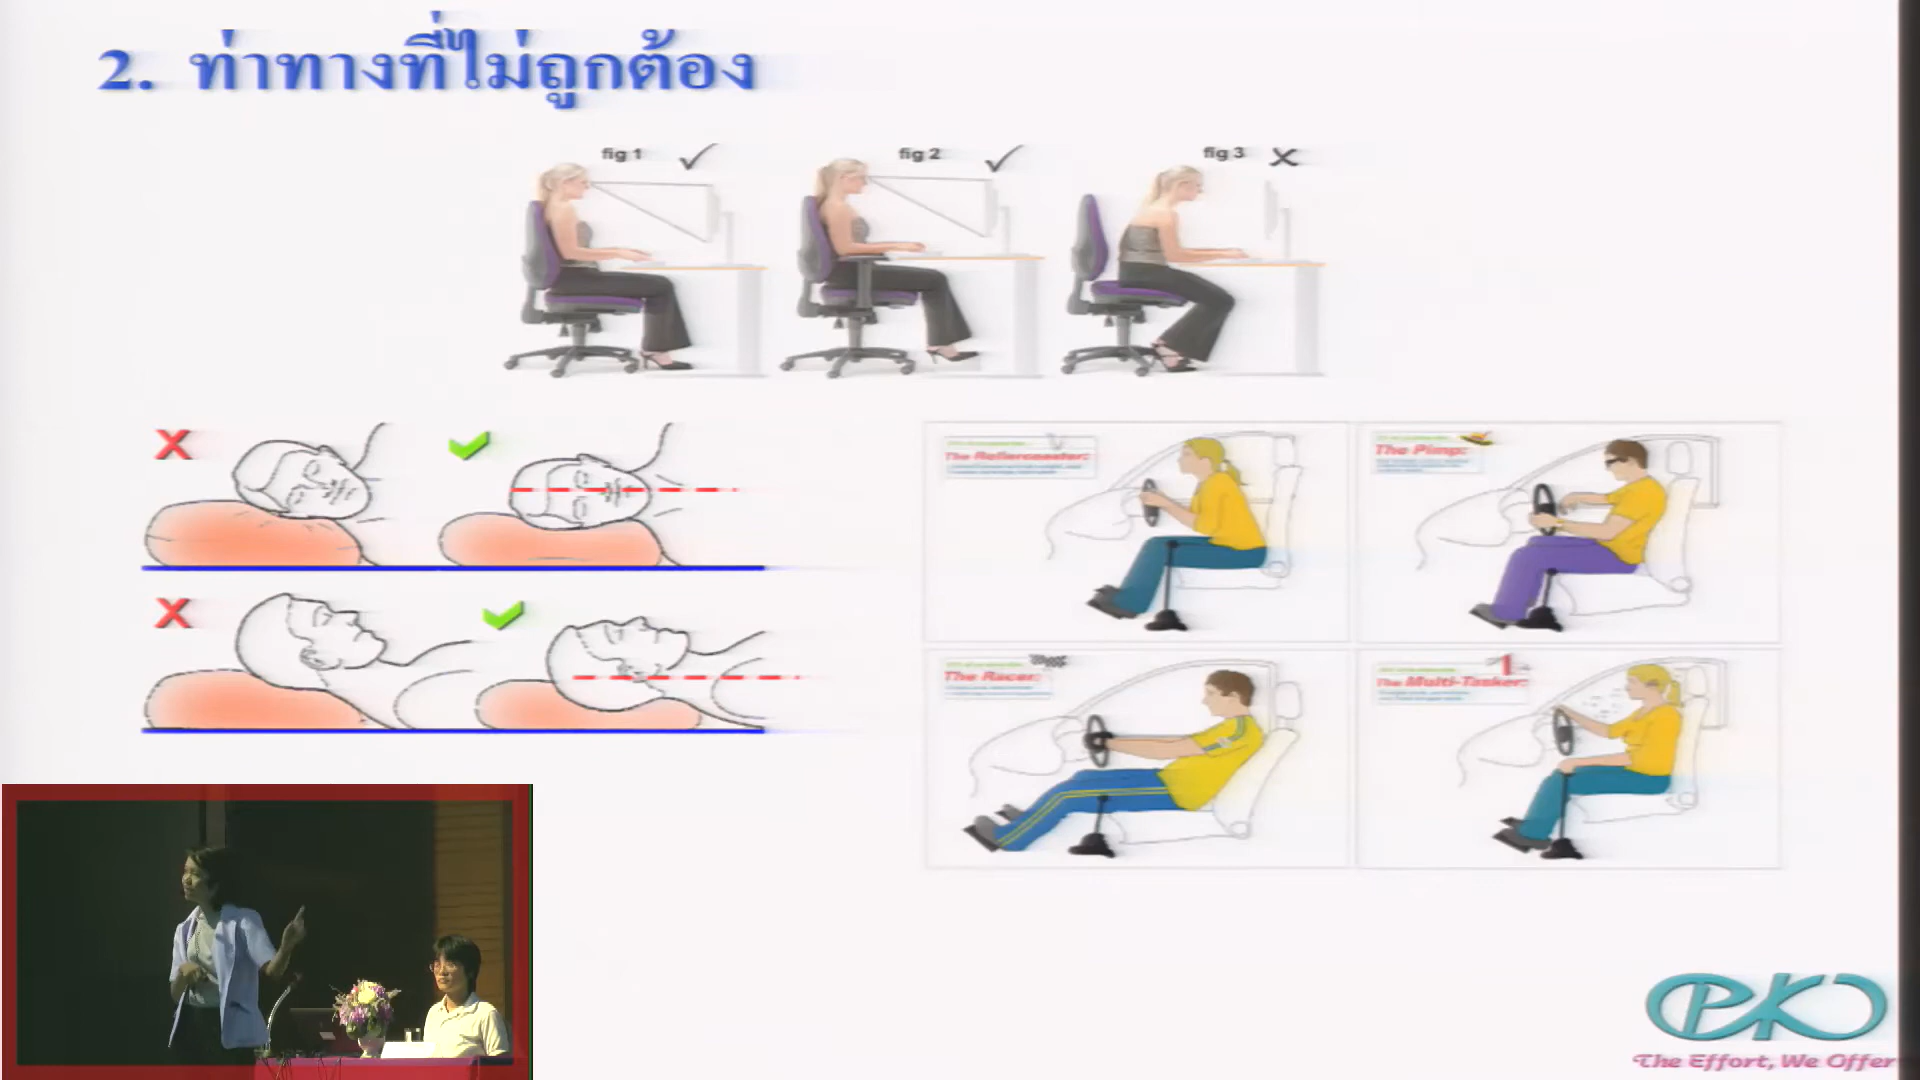 2. ท่าทางที่ไม่ถูกต้อง
fig 1
fig 2
fig 3
The Rollercoaster:
The Pimp:
The Racer:
The Multi-Tasker:
PKO
The Effort, We Offer